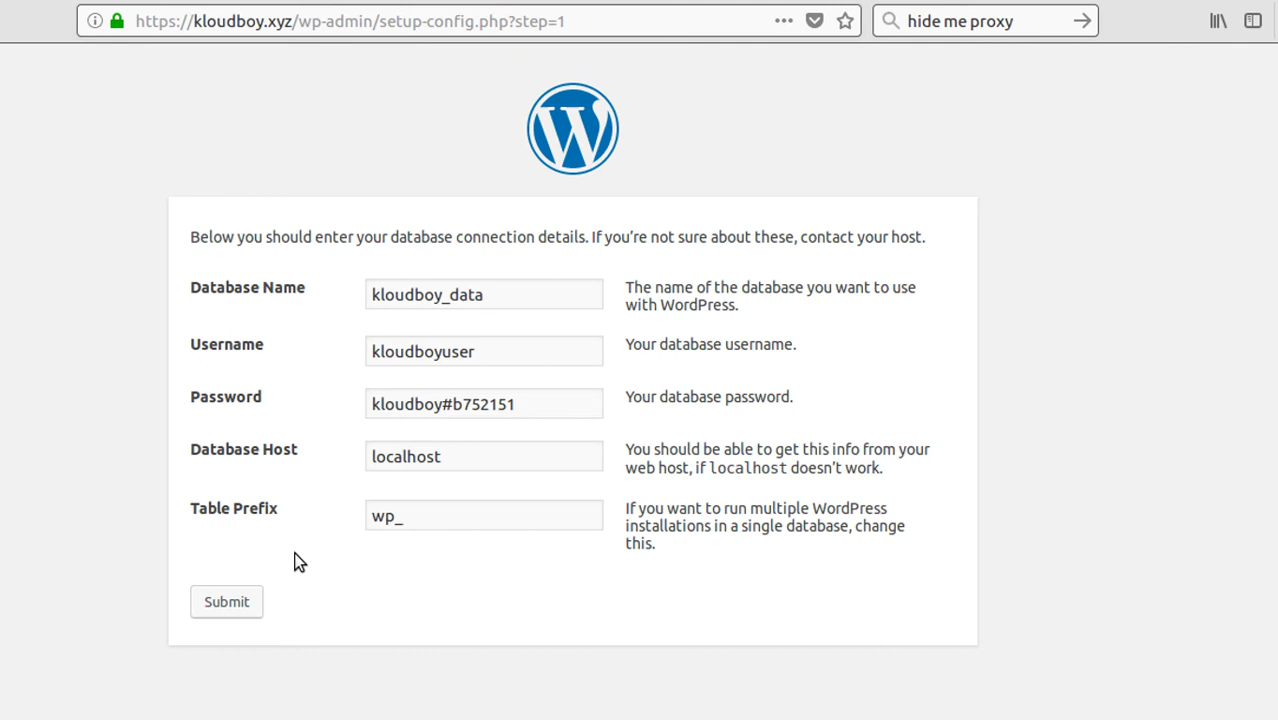 https://kloudboy.xyz/wp-admin/setup-config.php?step=1
hide me proxy
Below you should enter your database connection details. If you’re not sure about these, contact your host.
Database Name
kloudboy_data
The name of the database you want to use
with WordPress.
Username
kloudboyuser
Your database username.
Password
kloudboy#b752151
Your database password.
Database Host
localhost
You should be able to get this info from your
web host, if localhost doesn’t work.
Table Prefix
wp_
If you want to run multiple WordPress
installations in a single database, change
this.
Submit